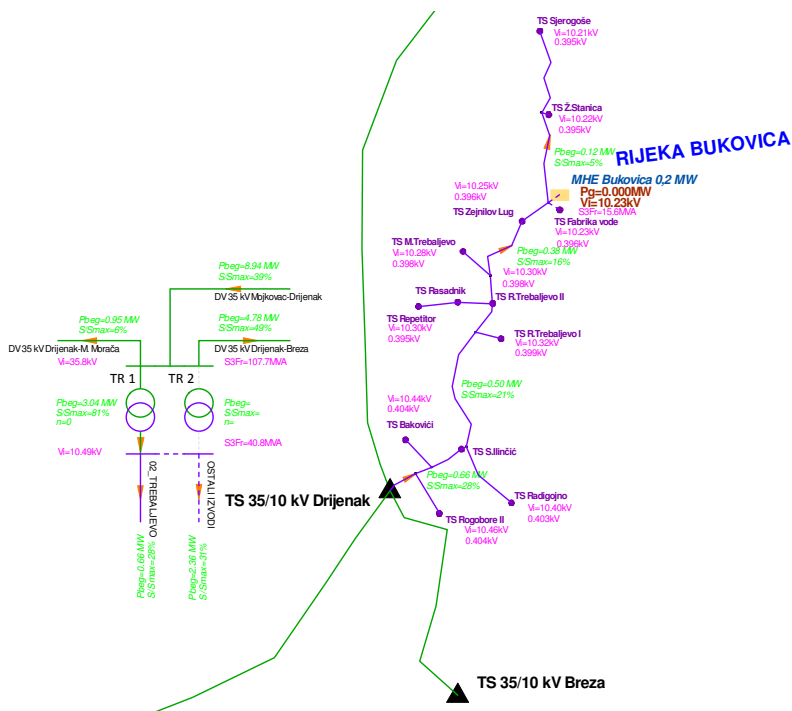 TS Sjerogoše
Vi=10.21kV
0.395kV
TS Ž.Stanica
Vi=10.22kV
0.395kV
Pbeg=0.12 MW
S/Smax=5%
RIJEKA BUKOVICA
MHE Bukovica 0,2 MW
Pg=0.000MW
Vi=10.23kV
S3Fr=15.6MVA
TS Fabrika vode
Vi=10.23kV
0.396kV
Vi=10.25kV
0.396kV
TS Zejnilov Lug
Pbeg=0.38 MW
S/Smax=16%
TS M.Trebaljevo
Vi=10.28kV
0.398kV
Vi=10.30kV
0.398kV
TS R.Trebaljevo II
TS Rasadnik
TS Repetitor
Vi=10.30kV
0.395kV
TS R.Trebaljevo I
Vi=10.32kV
0.399kV
Pbeg=0.50 MW
S/Smax=21%
Vi=10.44kV
0.404kV
TS Bakovići
TS S.Ilinčić
Pbeg=0.66 MW
S/Smax=28%
TS Radigojno
Vi=10.40kV
0.403kV
TS Rogobore II
Vi=10.46kV
0.404kV
TS 35/10 kV Drijenak
TS 35/10 kV Breza
Pbeg=8.94 MW
S/Smax=39%
DV 35 kV Mojkovac-Drijenak
Pbeg=0.95 MW
S/Smax=6%
DV 35 kV Drijenak-M. Morača
Pbeg=4.78 MW
S/Smax=49%
DV 35 kV Drijenak-Breza
Vi=35.8kV
S3Fr=107.7MVA
TR 1
TR 2
Pbeg=3.04 MW
S/Smax=81%
n=0
Pbeg=
S/Smax=
n=
Vi=10.49kV
S3Fr=40.8MVA
02_TREBALJEVO
OSTALI IZVODI
Pbeg=0.66 MW
S/Smax=28%
Pbeg=2.36 MW
S/Smax=31%